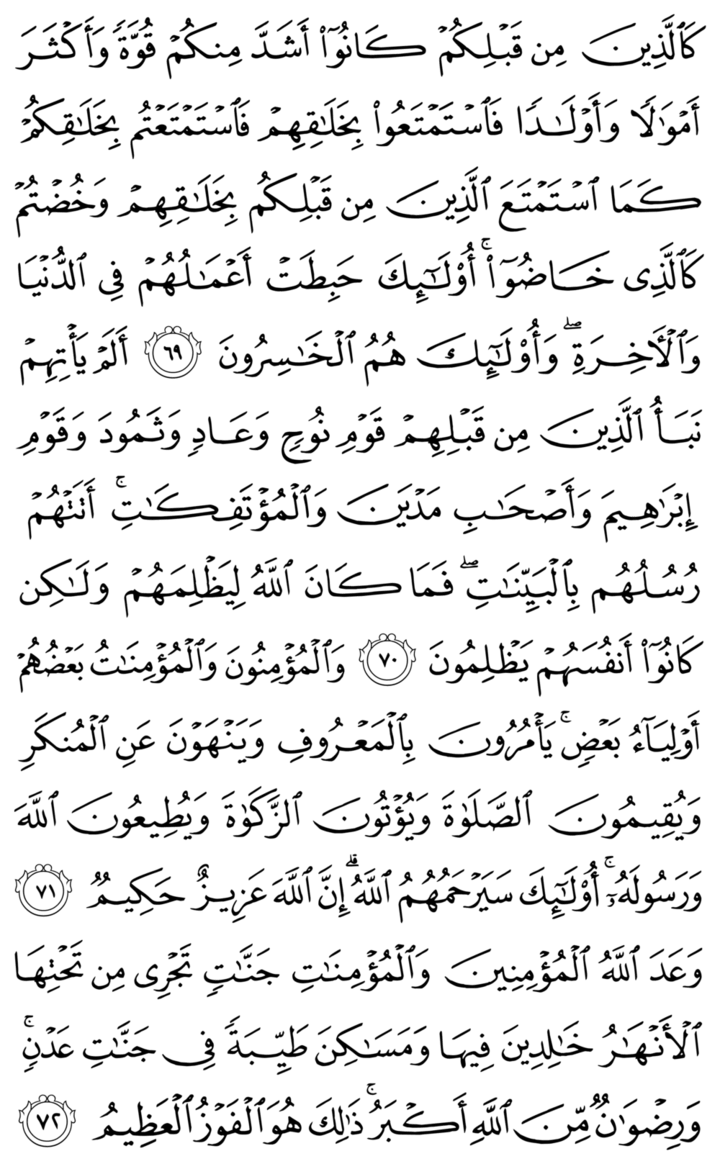 كَٱلَّذِينَ مِن قَبۡلِكُمۡ كَانُوٓاْ أَشَدَّ مِنكُمۡ قُوَّةٗ وَأَكۡثَرَ
أَمۡوَٰلٗا وَأَوۡلَٰدٗا فَٱسۡتَمۡتَعُواْ بِخَلَٰقِهِمۡ فَٱسۡتَمۡتَعۡتُم بِخَلَٰقِكُمۡ
كَمَا ٱسۡتَمۡتَعَ ٱلَّذِينَ مِن قَبۡلِكُم بِخَلَٰقِهِمۡ وَخُضۡتُمۡ
كَٱلَّذِي خَاضُوٓاْۚ أُوْلَٰٓئِكَ حَبِطَتۡ أَعۡمَٰلُهُمۡ فِي ٱلدُّنۡيَا
وَٱلۡأٓخِرَةِۖ وَأُوْلَٰٓئِكَ هُمُ ٱلۡخَٰسِرُونَ ٦٩ أَلَمۡ يَأۡتِهِمۡ
نَبَأُ ٱلَّذِينَ مِن قَبۡلِهِمۡ قَوۡمِ نُوحٖ وَعَادٖ وَثَمُودَ وَقَوۡمِ
إِبۡرَٰهِيمَ وَأَصۡحَٰبِ مَدۡيَنَ وَٱلۡمُؤۡتَفِكَٰتِۚ أَتَتۡهُمۡ
رُسُلُهُم بِٱلۡبَيِّنَٰتِۖ فَمَا كَانَ ٱللَّهُ لِيَظۡلِمَهُمۡ وَلَٰكِن
كَانُوٓاْ أَنفُسَهُمۡ يَظۡلِمُونَ ٧٠ وَٱلۡمُؤۡمِنُونَ وَٱلۡمُؤۡمِنَٰتُ بَعۡضُهُمۡ
أَوۡلِيَآءُ بَعۡضٖۚ يَأۡمُرُونَ بِٱلۡمَعۡرُوفِ وَيَنۡهَوۡنَ عَنِ ٱلۡمُنكَرِ
وَيُقِيمُونَ ٱلصَّلَوٰةَ وَيُؤۡتُونَ ٱلزَّكَوٰةَ وَيُطِيعُونَ ٱللَّهَ
وَرَسُولَهُۥٓۚ أُوْلَٰٓئِكَ سَيَرۡحَمُهُمُ ٱللَّهُۗ إِنَّ ٱللَّهَ عَزِيزٌ حَكِيمٞ ٧١
وَعَدَ ٱللَّهُ ٱلۡمُؤۡمِنِينَ وَٱلۡمُؤۡمِنَٰتِ جَنَّٰتٖ تَجۡرِي مِن تَحۡتِهَا
ٱلۡأَنۡهَٰرُ خَٰلِدِينَ فِيهَا وَمَسَٰكِنَ طَيِّبَةٗ فِي جَنَّٰتِ عَدۡنٖۚ
وَرِضۡوَٰنٞ مِّنَ ٱللَّهِ أَكۡبَرُۚ ذَٰلِكَ هُوَ ٱلۡفَوۡزُ ٱلۡعَظِيمُ ٧٢